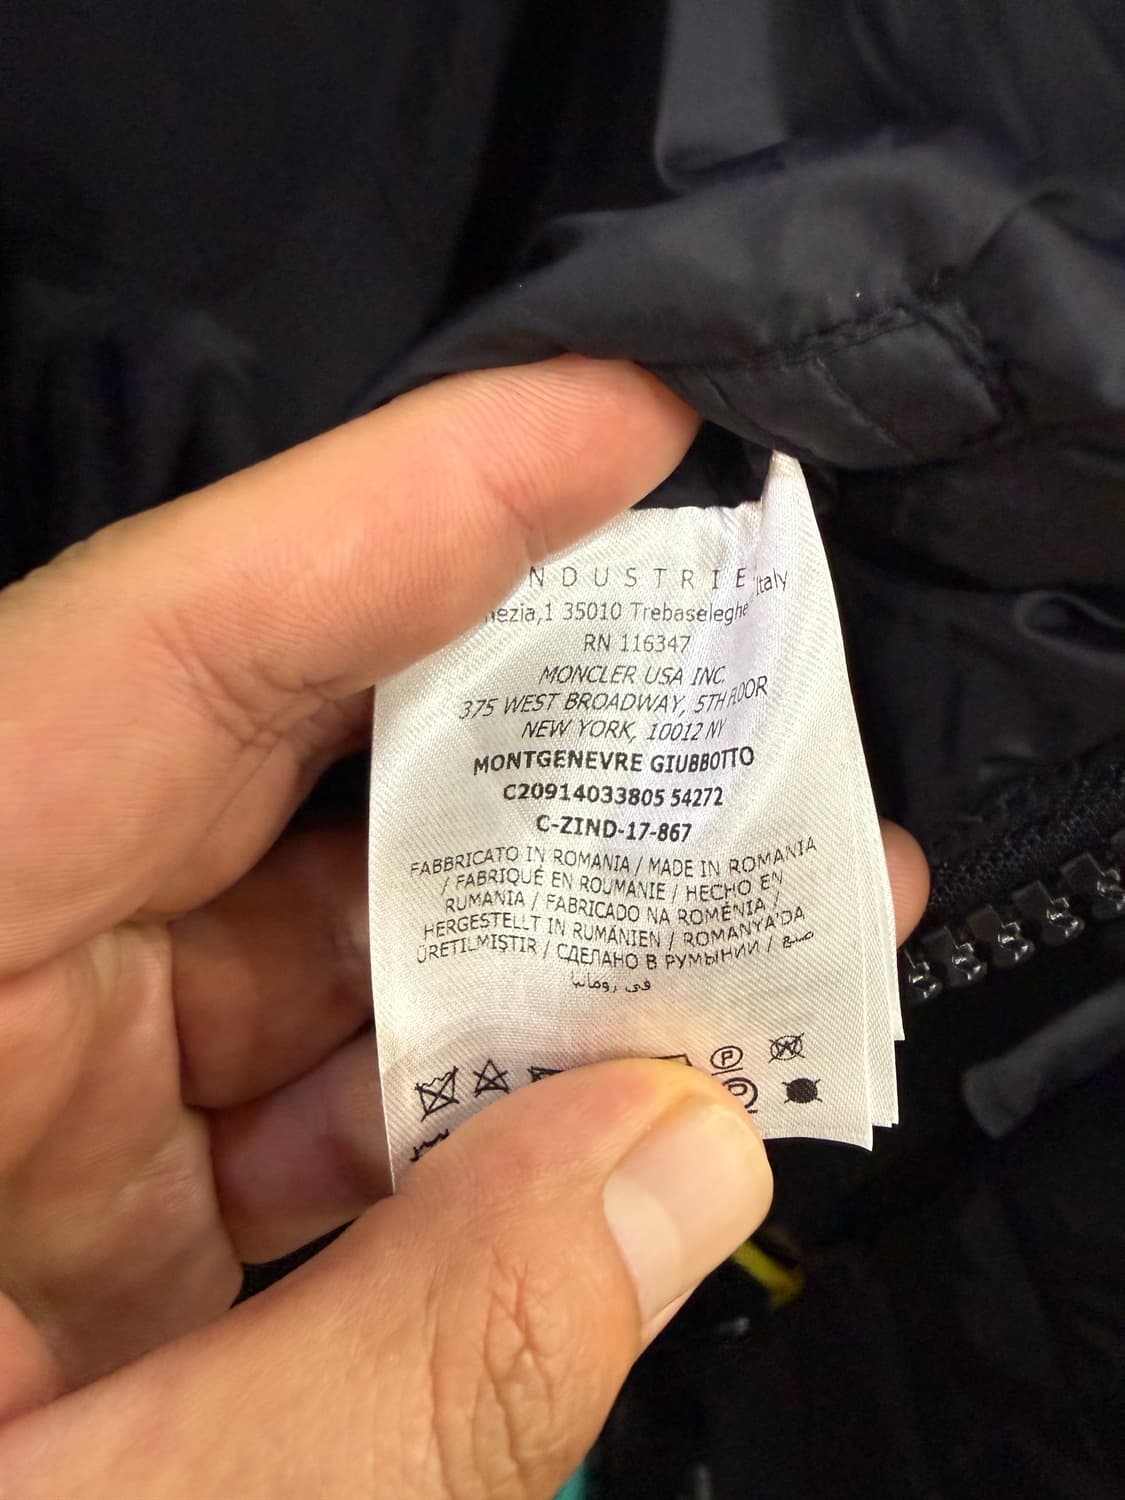 NDUSTRIE
nezia,1 35010 Trebaseleghe Italy
RN 116347
MONCLER USA INC.
375 WEST BROADWAY, 5TH FLOOR
NEW YORK, 10012 NY
MONTGENEVRE GIUBBOTTO
C20914033805 54272
C-ZIND-17-867
FABBRICATO IN ROMANIA / MADE IN ROMANIA
/ FABRIQUÉ EN ROUMANIE / HECHO EN
RUMANÍA / FABRICADO NA ROMÊNIA /
HERGESTELLT IN RUMÄNIEN / ROMANYA'DA
ÜRETILMIŞTIR / СДЕЛАНО В РУМЫНИИ / صنع
في رومانيا
P W
P